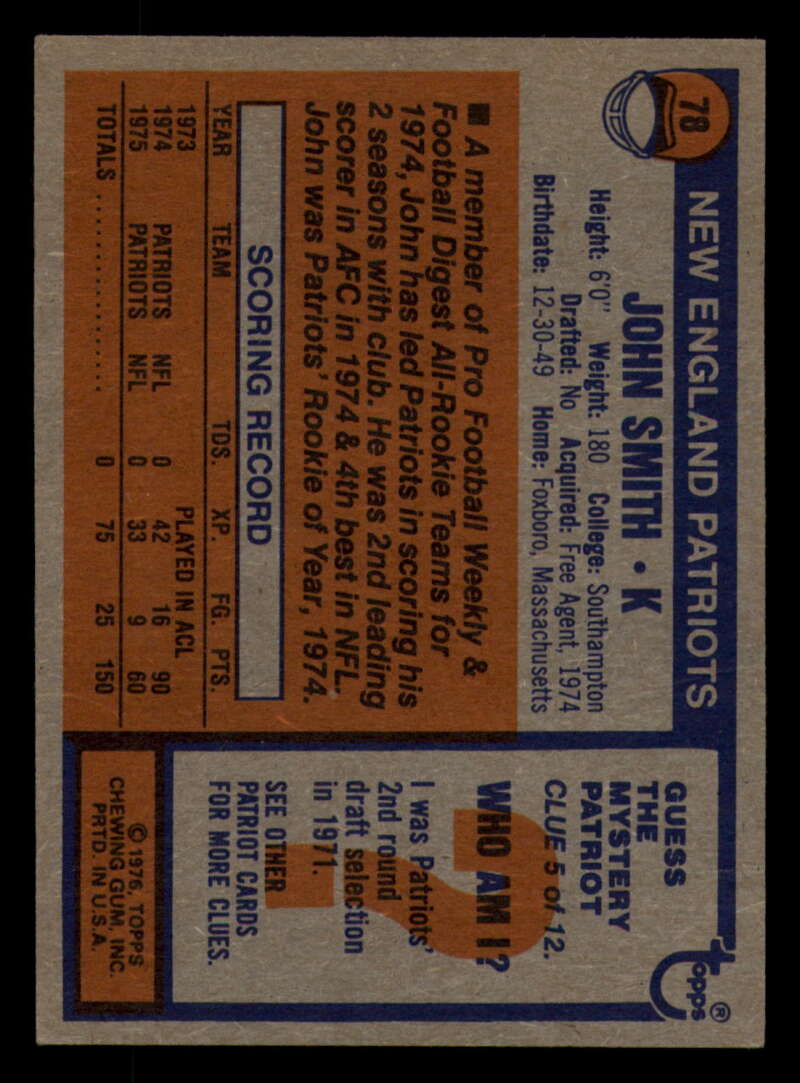 78
NEW ENGLAND PATRIOTS
JOHN SMITH • K
Height: 6'0" Weight: 180 College: Southampton
Drafted: No Acquired: Free Agent, 1974
Birthdate: 12-30-49 Home: Foxboro, Massachusetts
■ A member of Pro Football Weekly &
Football Digest All-Rookie Teams for
1974, John has led Patriots in scoring his
2 seasons with club. He was 2nd leading
scorer in AFC in 1974 & 4th best in NFL.
John was Patriots' Rookie of Year, 1974.
SCORING RECORD
YEAR TEAM TDS. XP. FG. PTS.
1973 PLAYED IN ACL
1974 PATRIOTS NFL 0 42 16 90
1975 PATRIOTS NFL 0 33 9 60
TOTALS .................... 0 75 25 150
topps®
GUESS
THE
MYSTERY
PATRIOT
CLUE 5 of 12.
?
WHO AM I?
I was Patriots'
2nd round
draft selection
in 1971.
SEE OTHER
PATRIOT CARDS
FOR MORE CLUES.
© 1976, TOPPS
CHEWING GUM, INC.
PRTD. IN U.S.A.